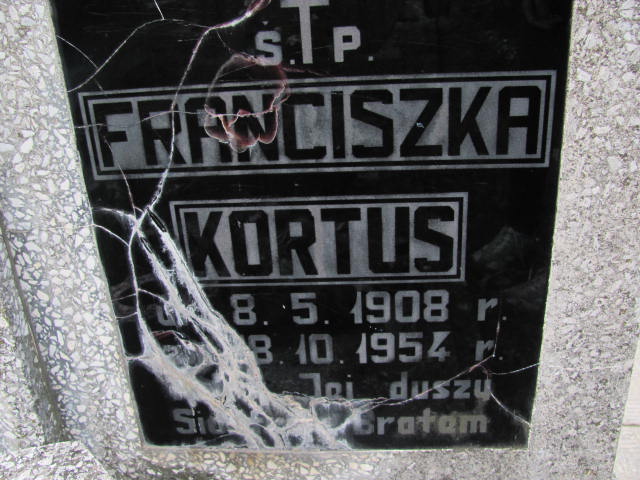 Ś. P.
FRANCISZKA
KORTUS
8. 5. 1908 r.
8. 10. 1954 r.
Jej duszy
Bratem